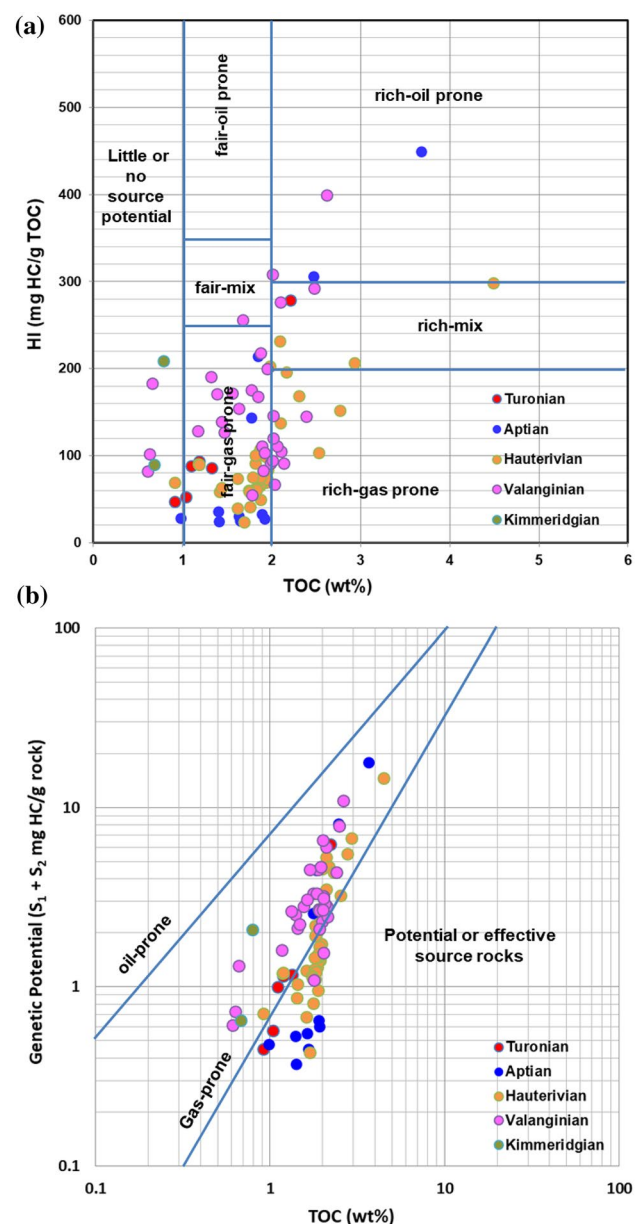 (a)
600
500
400
300
200
100
0
HI (mg HC/g TOC)
Little or
no
source
potential
fair-oil prone
rich-oil prone
fair-mix
rich-mix
fair-gas prone
rich-gas prone
Turonian
Aptian
Hauterivian
Valanginian
Kimmeridgian
0 1 2 3 4 5 6
TOC (wt%)
(b)
100
10
1
0.1
Genetic Potential (S1 + S2 mg HC/g rock)
oil-prone
Gas-prone
Potential or effective
source rocks
Turonian
Aptian
Hauterivian
Valanginian
Kimmeridgian
0.1 1 10 100
TOC (wt%)